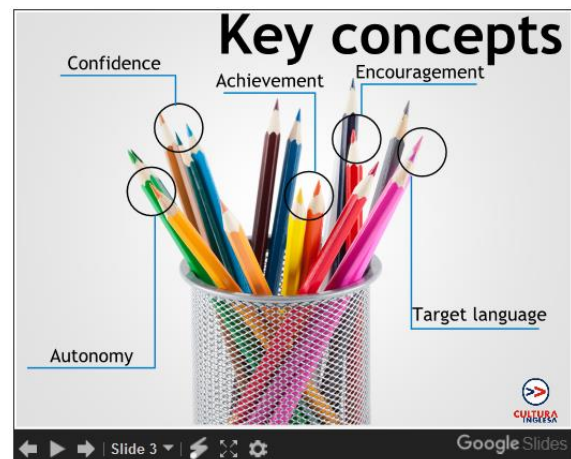 Key concepts
Confidence
Achievement
Encouragement
Target language
Autonomy
CULTURA
INGLESA
Slide 3
Google Slides